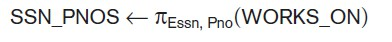 SSN_PNOS ← πEssn, Pno(WORKS_ON)